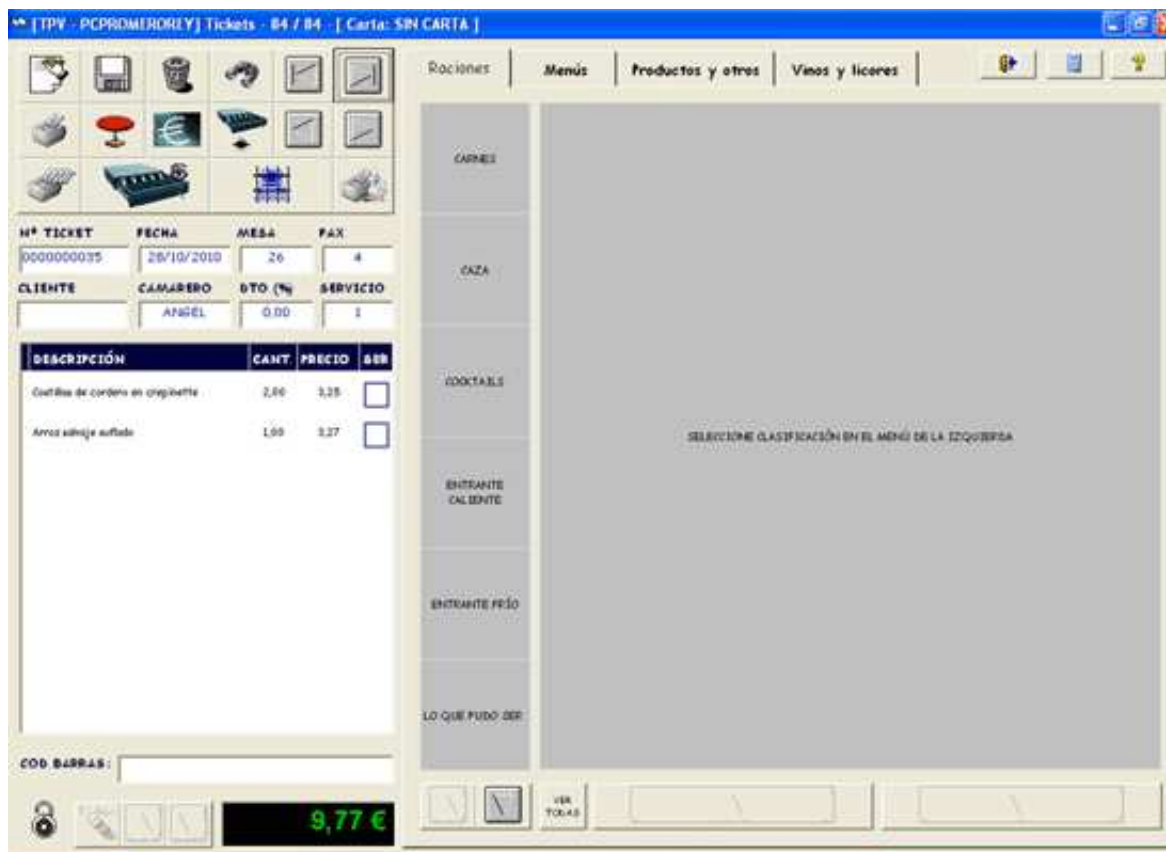 [TPV - PCPROMEROREY] Tickets - 04 / 04 - [ Carta: SIN CARTA ]
Raciones
Menús
Productos y otros
Vinos y licores
Nº TICKET FECHA MESA PAX
0000000035 28/10/2010 26 4
CLIENTE CAMARERO DTO (% SERVICIO
ANGEL 0,00 1
DESCRIPCIÓN CANT. PRECIO SER
Costillas de cordero en crepinette 2,00 3,25
Arroz salvaje suflado 1,00 3,27
COD BARRAS:
9,77 €
CARNES
CAZA
COCKTAILS
ENTRANTE
CALIENTE
ENTRANTE FRÍO
LO QUE PUDO SER
SELECCIONE CLASIFICACIÓN EN EL MENÚ DE LA IZQUIERDA
VER
TODAS